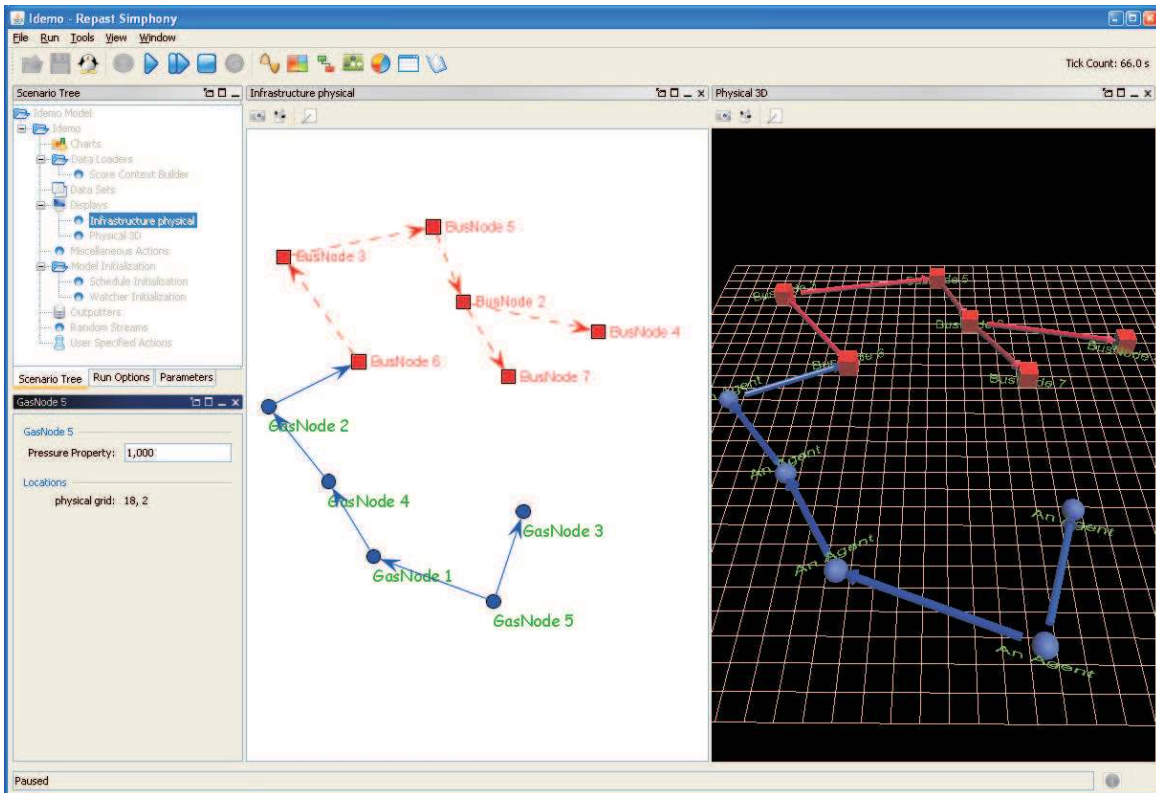 Idemo - Repast Simphony
File Run Tools View Window
Tick Count: 66.0 s
Scenario Tree
Idemo Model
Idemo
Charts
Data Loaders
Score Context Builder
Data Sets
Displays
Infrastructure physical
Physical 3D
Miscellaneous Actions
Model Initialization
Schedule Initialization
Watcher Initialization
Outputters
Random Streams
User Specified Actions
Scenario Tree Run Options Parameters
GasNode 5
GasNode 5
Pressure Property: 1,000
Locations
physical grid: 18, 2
Infrastructure physical
BusNode 5
BusNode 3
BusNode 2
BusNode 4
BusNode 6
BusNode 7
GasNode 2
GasNode 4
GasNode 3
GasNode 1
GasNode 5
Physical 3D
BusNode
7
Agent
An Agent
An Agent
An Agent
An Agent
Paused